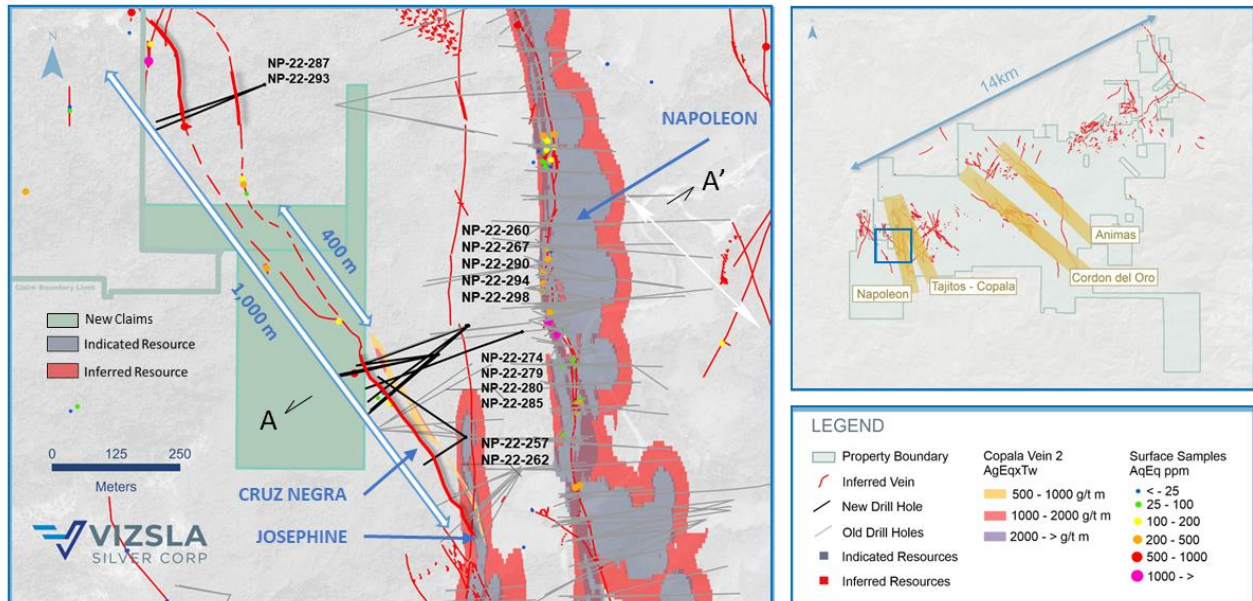 N
NP-22-287
NP-22-293
NAPOLEON
A'
NP-22-260
NP-22-267
NP-22-290
NP-22-294
NP-22-298
400 m
1,000 m
Claim Boundary Limit
New Claims
Indicated Resource
Inferred Resource
NP-22-274
NP-22-279
NP-22-280
NP-22-285
A
NP-22-257
NP-22-262
0 125 250
Meters
CRUZ NEGRA
JOSEPHINE
VIZSLA
SILVER CORP
14km
Animas
Cordon del Oro
Tajitos - Copala
Napoleon
LEGEND
Property Boundary
Inferred Vein
New Drill Hole
Old Drill Holes
Indicated Resources
Inferred Resources
Copala Vein 2
AgEqxTw
500 - 1000 g/t m
1000 - 2000 g/t m
2000 - > g/t m
Surface Samples
AqEq ppm
< - 25
25 - 100
100 - 200
200 - 500
500 - 1000
1000 - >